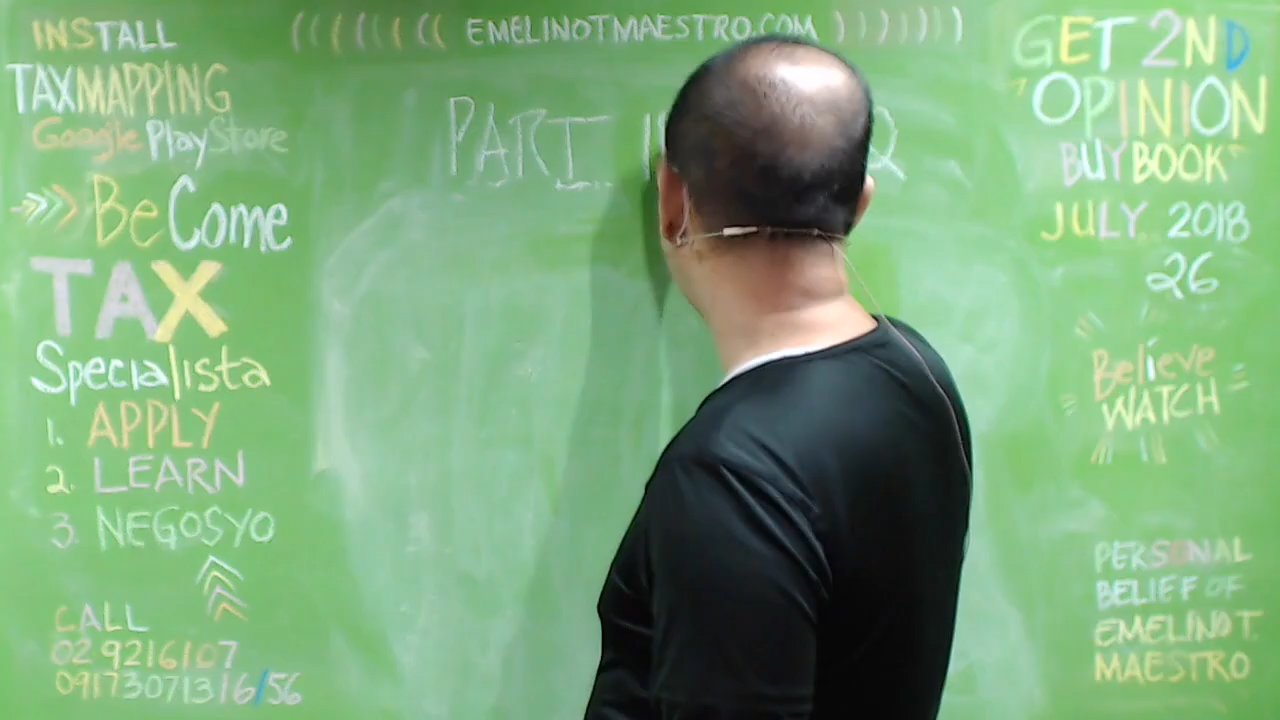 INSTALL
TAXMAPPING
Google PlayStore
BeCome
TAX
Specialista
1. APPLY
2. LEARN
3. NEGOSYO
CALL
02 9216107
09173071316/56
((((((( EMELINOTMAESTRO.COM )))))))
PART
GET 2ND
"OPINION
BUY BOOK"
JULY 2018
26
Believe
WATCH
PERSONAL
BELIEF OF
EMELINO T.
MAESTRO